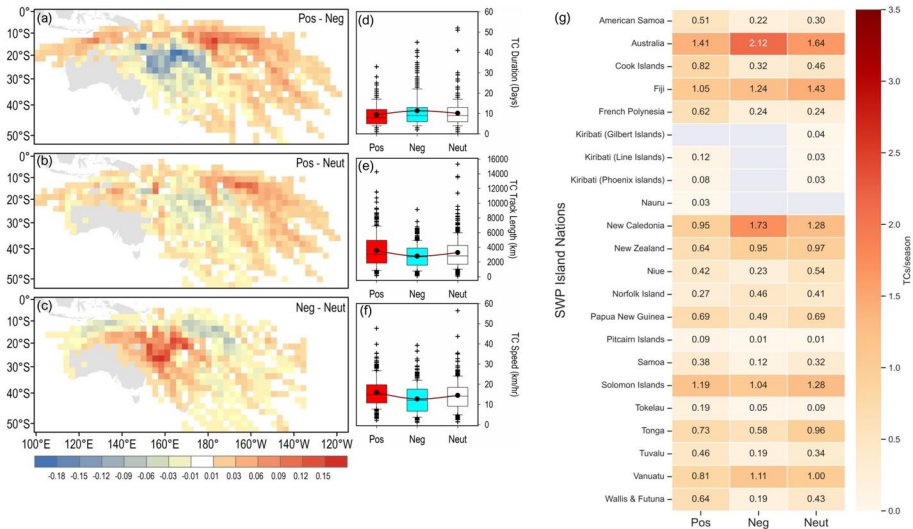 (a)
Pos - Neg
0°
10°S
20°S
30°S
40°S
50°S
(b)
Pos - Neut
0°
10°S
20°S
30°S
40°S
50°S
(c)
Neg - Neut
0°
10°S
20°S
30°S
40°S
50°S
100°E 120°E 140°E 160°E 180° 160°W 140°W 120°W
-0.18 -0.15 -0.12 -0.09 -0.06 -0.03 -0.01 0.01 0.03 0.06 0.09 0.12 0.15
(d)
60
50
40
30
20
10
0
TC Duration (Days)
Pos Neg Neut
(e)
16000
14000
12000
10000
8000
6000
4000
2000
0
TC Track Length (km)
Pos Neg Neut
(f)
60
50
40
30
20
10
0
TC Speed (km/hr)
Pos Neg Neut
(g)
SWP Island Nations
American Samoa 0.51 0.22 0.30
Australia 1.41 2.12 1.64
Cook Islands 0.82 0.32 0.46
Fiji 1.05 1.24 1.43
French Polynesia 0.62 0.24 0.24
Kiribati (Gilbert Islands) 0.04
Kiribati (Line Islands) 0.12 0.03
Kiribati (Phoenix islands) 0.08 0.03
Nauru 0.03
New Caledonia 0.95 1.73 1.28
New Zealand 0.64 0.95 0.97
Niue 0.42 0.23 0.54
Norfolk Island 0.27 0.46 0.41
Papua New Guinea 0.69 0.49 0.69
Pitcairn Islands 0.09 0.01 0.01
Samoa 0.38 0.12 0.32
Solomon Islands 1.19 1.04 1.28
Tokelau 0.19 0.05 0.09
Tonga 0.73 0.58 0.96
Tuvalu 0.46 0.19 0.34
Vanuatu 0.81 1.11 1.00
Wallis & Futuna 0.64 0.19 0.43
Pos Neg Neut
3.5
3.0
2.5
2.0
1.5
1.0
0.5
0.0
TCs/season